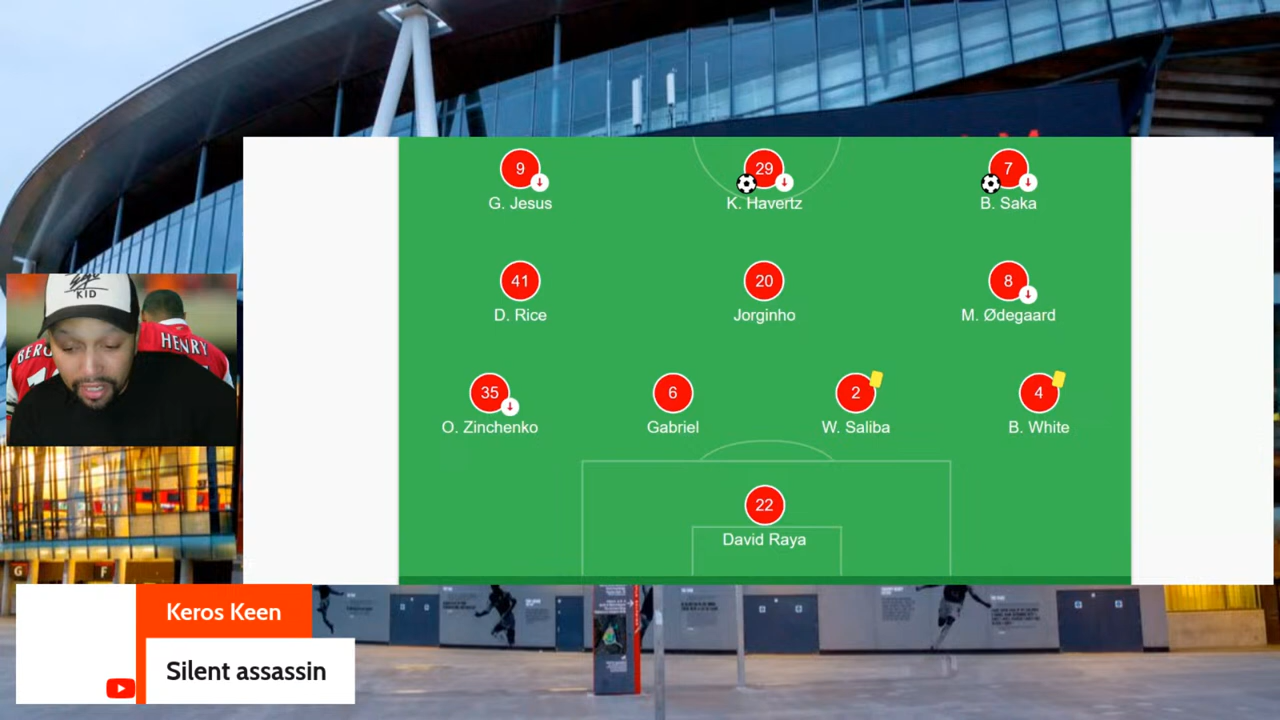 9
29
7
G. Jesus
K. Havertz
B. Saka
41
20
8
D. Rice
Jorginho
M. Ødegaard
35
6
2
4
O. Zinchenko
Gabriel
W. Saliba
B. White
22
David Raya
KID
HENRY
G
F
Keros Keen
Silent assassin